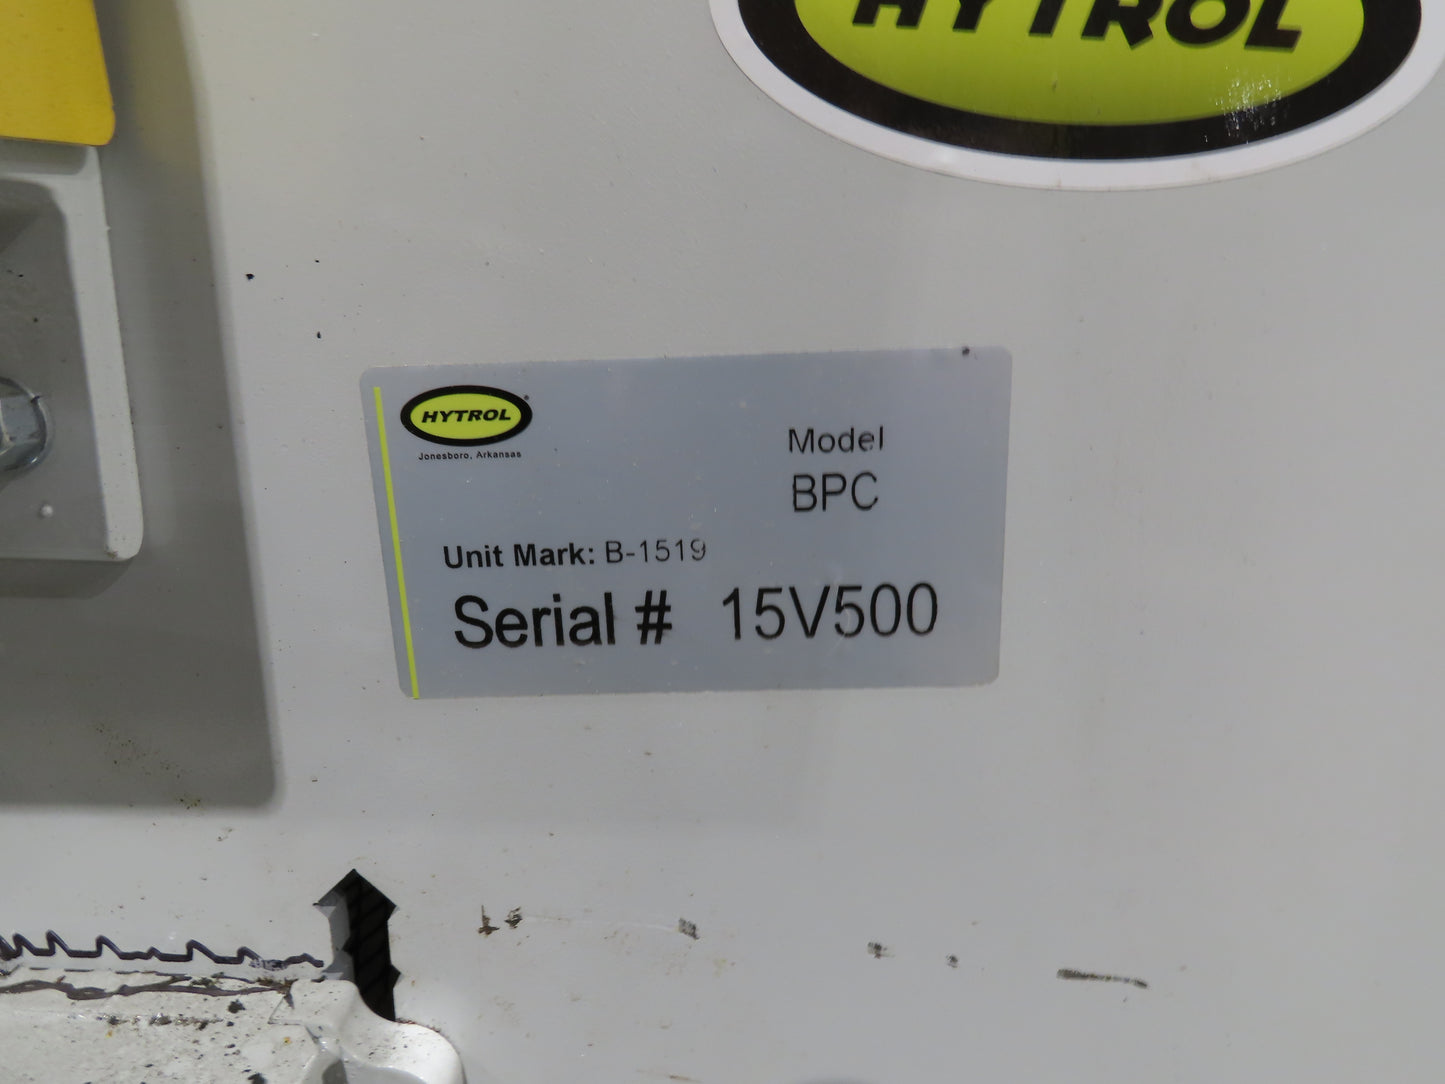 HYTROL
HYTROL
Jonesboro, Arkansas
Model
BPC
Unit Mark: B-1519
Serial # 15V500